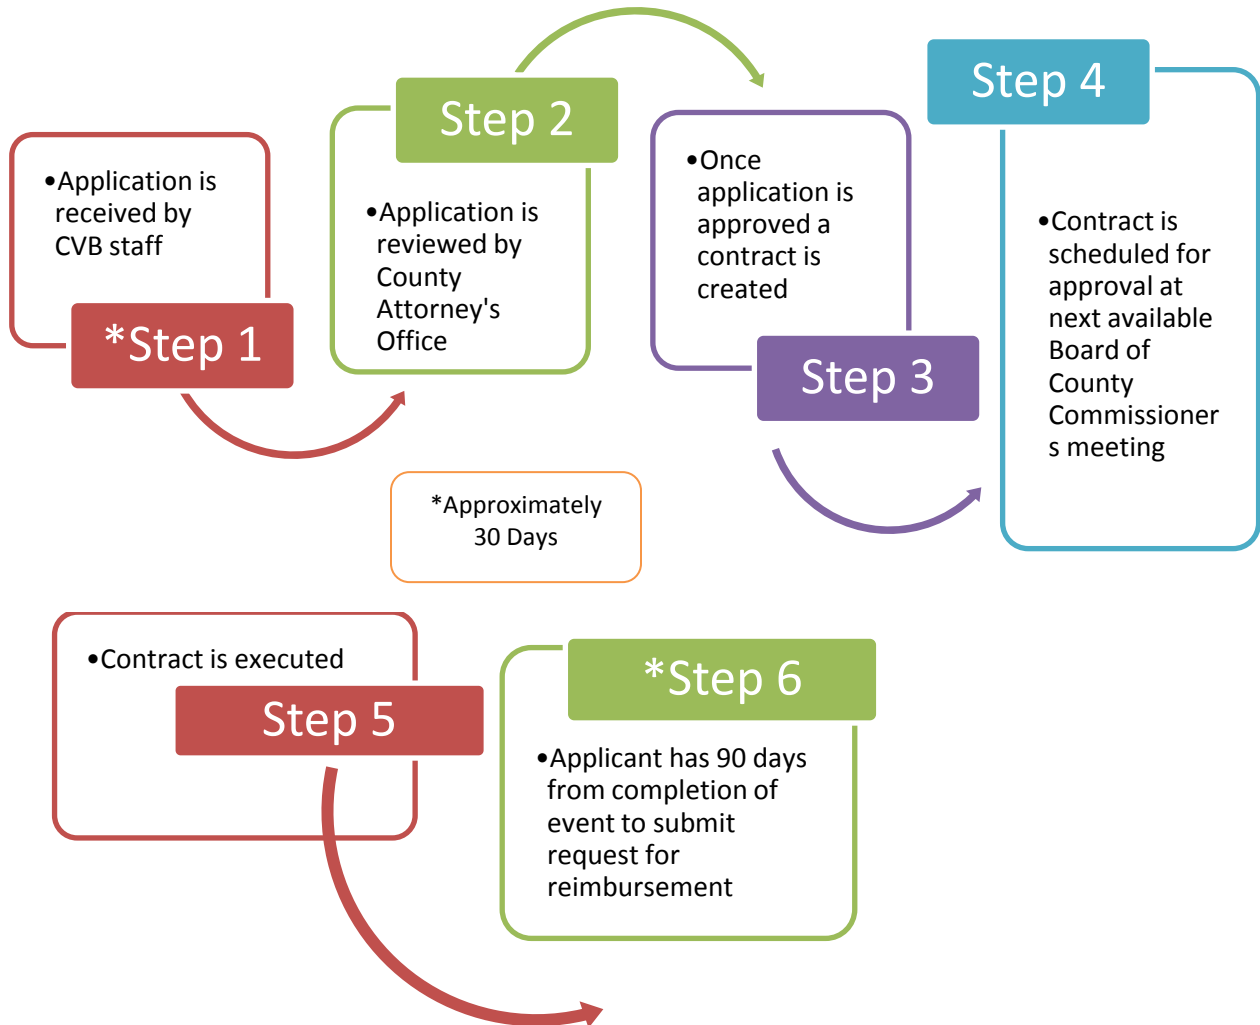 *Step 1
•Application is
received by
CVB staff
Step 2
•Application is
reviewed by
County
Attorney's
Office
•Once
application is
approved a
contract is
created
Step 3
Step 4
•Contract is
scheduled for
approval at
next available
Board of
County
Commissioner
s meeting
*Approximately
30 Days
•Contract is executed
Step 5
*Step 6
•Applicant has 90 days
from completion of
event to submit
request for
reimbursement